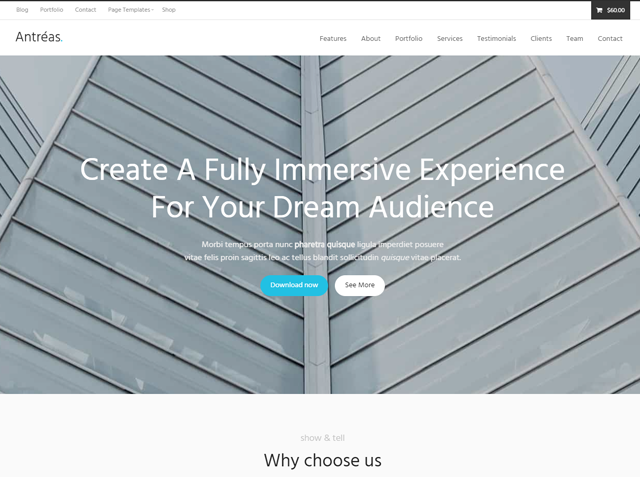 Blog Portfolio Contact Page Templates Shop $60.00
Antréas.
Features About Portfolio Services Testimonials Clients Team Contact
Create A Fully Immersive Experience
For Your Dream Audience
Morbi tempus porta nunc pharetra quisque ligula imperdiet posuere
vitae felis proin sagittis leo ac tellus blandit sollicitudin quisque vitae placerat.
Download now See More
show & tell
Why choose us